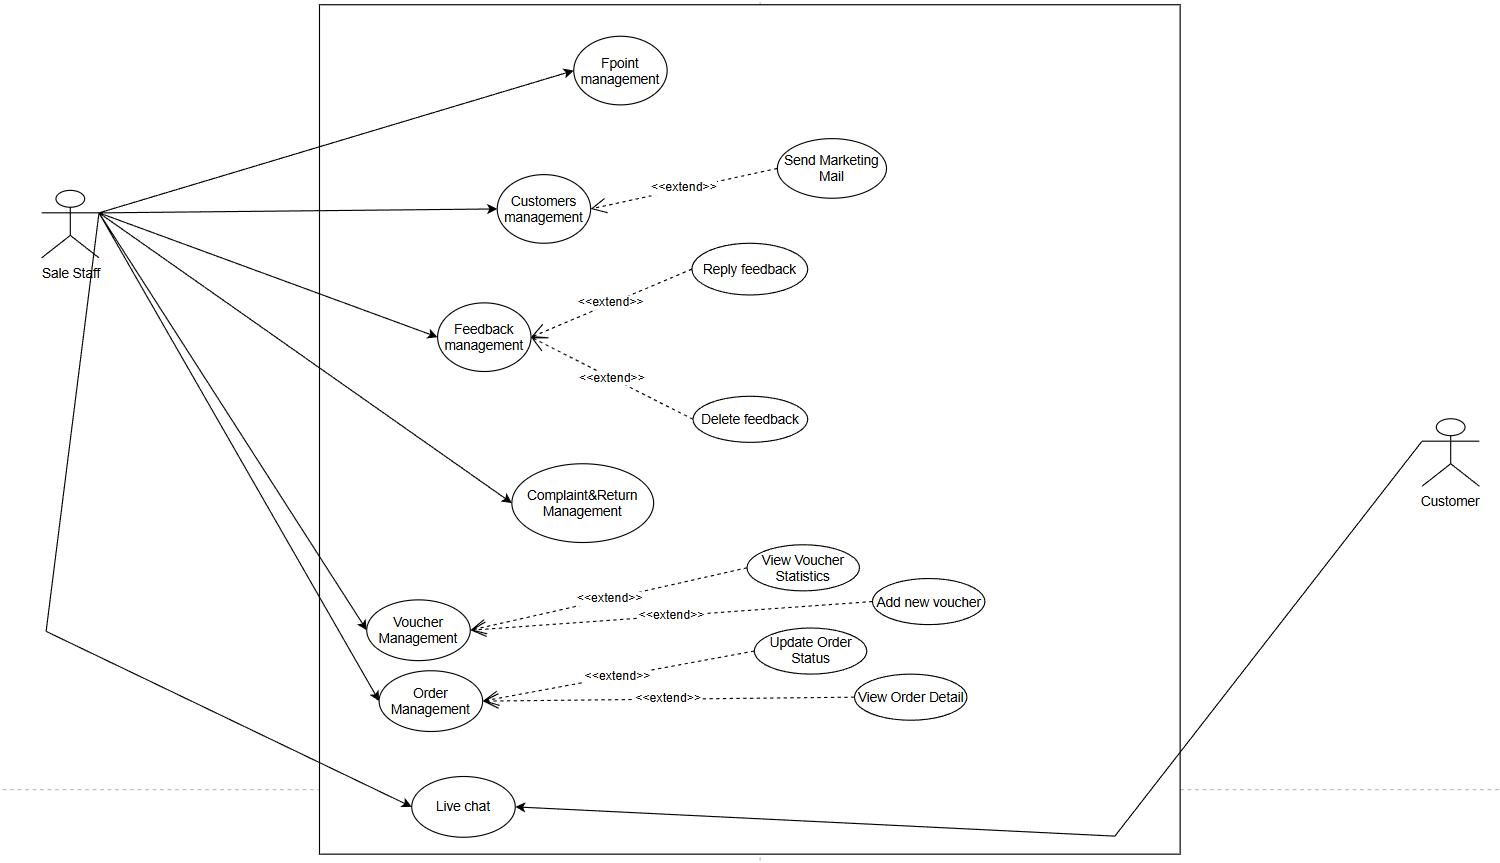 Fpoint
management
Send Marketing
Mail
<<extend>>
Customers
management
Sale Staff
Reply feedback
<<extend>>
Feedback
management
<<extend>>
Delete feedback
Customer
Complaint&Return
Management
View Voucher
Statistics
<<extend>>
Add new voucher
<<extend>>
Voucher
Management
Update Order
Status
<<extend>>
View Order Detail
<<extend>>
Order
Management
Live chat